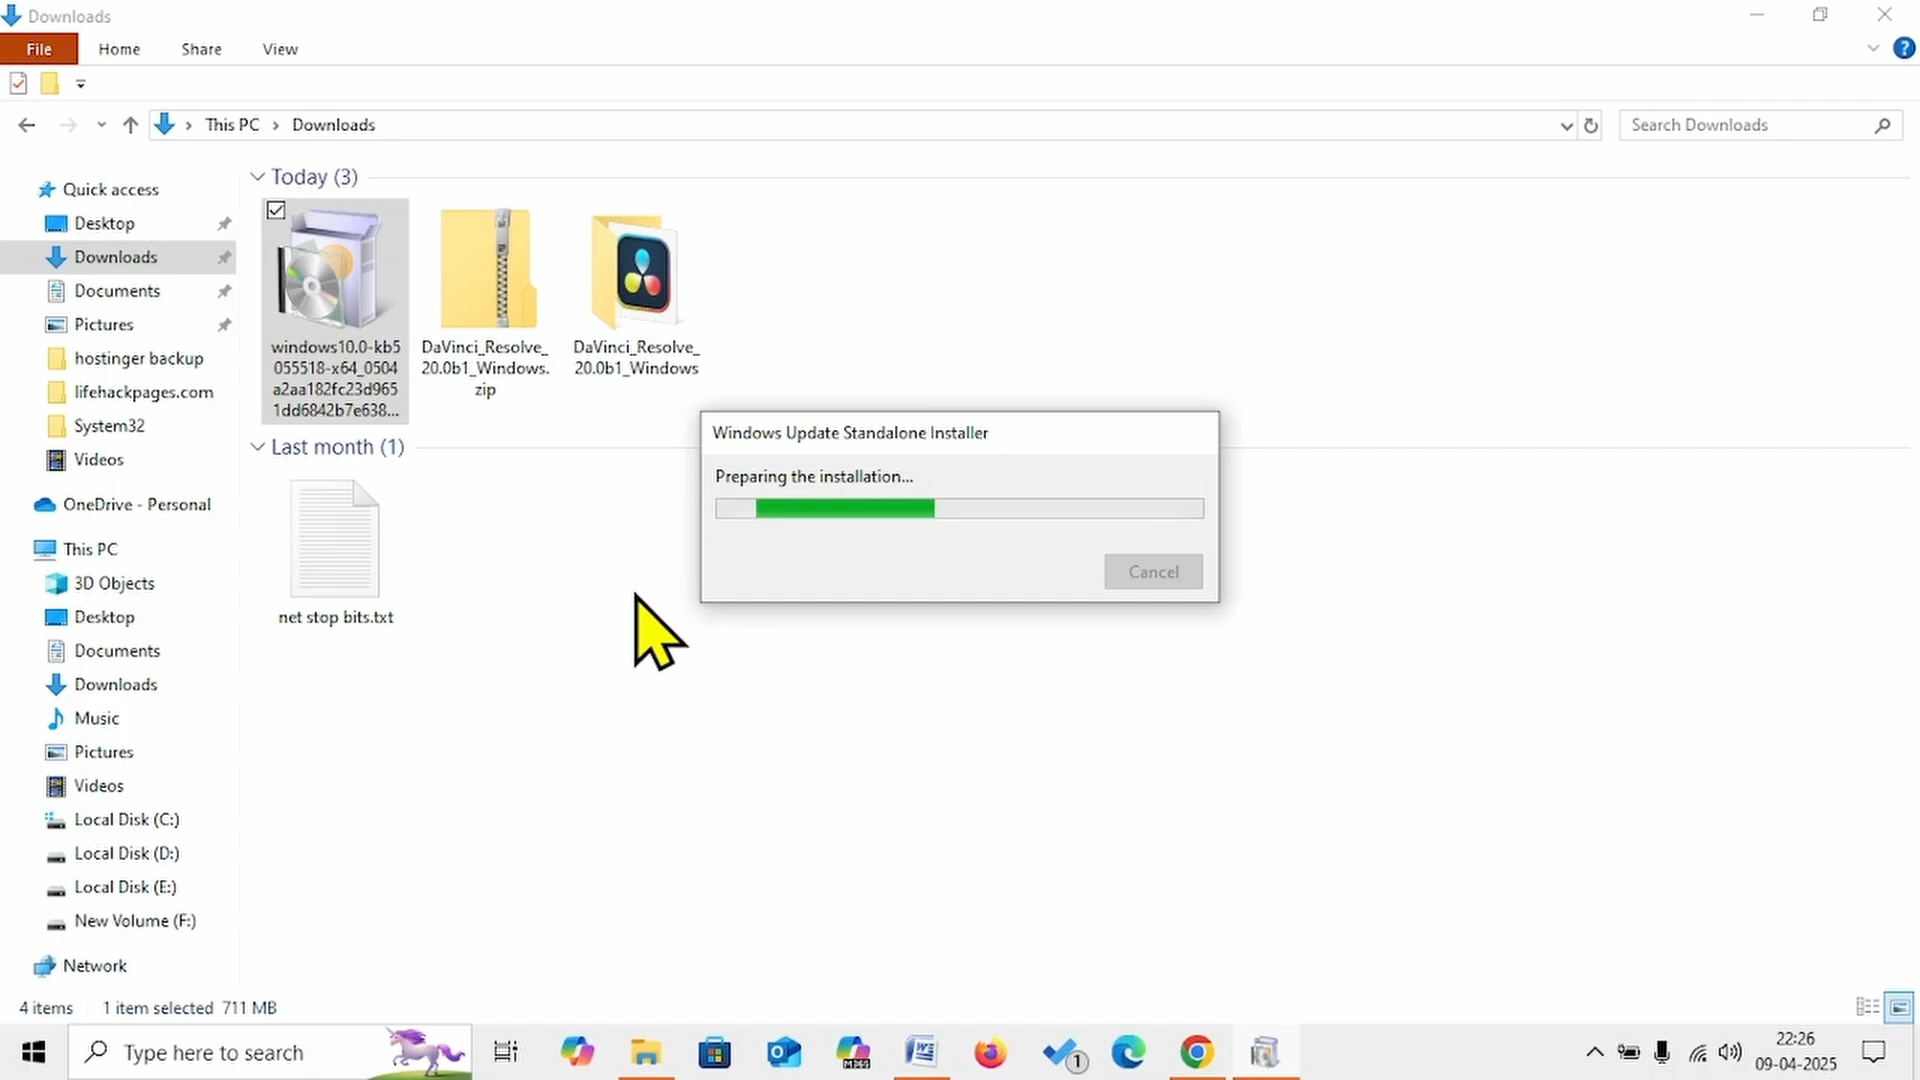 Downloads
File Home Share View
This PC Downloads
Search Downloads
Quick access
Desktop
Downloads
Documents
Pictures
hostinger backup
lifehackpages.com
System32
Videos
OneDrive - Personal
This PC
3D Objects
Desktop
Documents
Downloads
Music
Pictures
Videos
Local Disk (C:)
Local Disk (D:)
Local Disk (E:)
New Volume (F:)
Network
Today (3)
windows10.0-kb5
055518-x64_0504
a2aa182fc23d965
1dd6842b7e638...
DaVinci_Resolve_
20.0b1_Windows.
zip
DaVinci_Resolve_
20.0b1_Windows
Last month (1)
net stop bits.txt
Windows Update Standalone Installer
Preparing the installation...
Cancel
4 items 1 item selected 711 MB
Type here to search
M365
1
22:26
09-04-2025